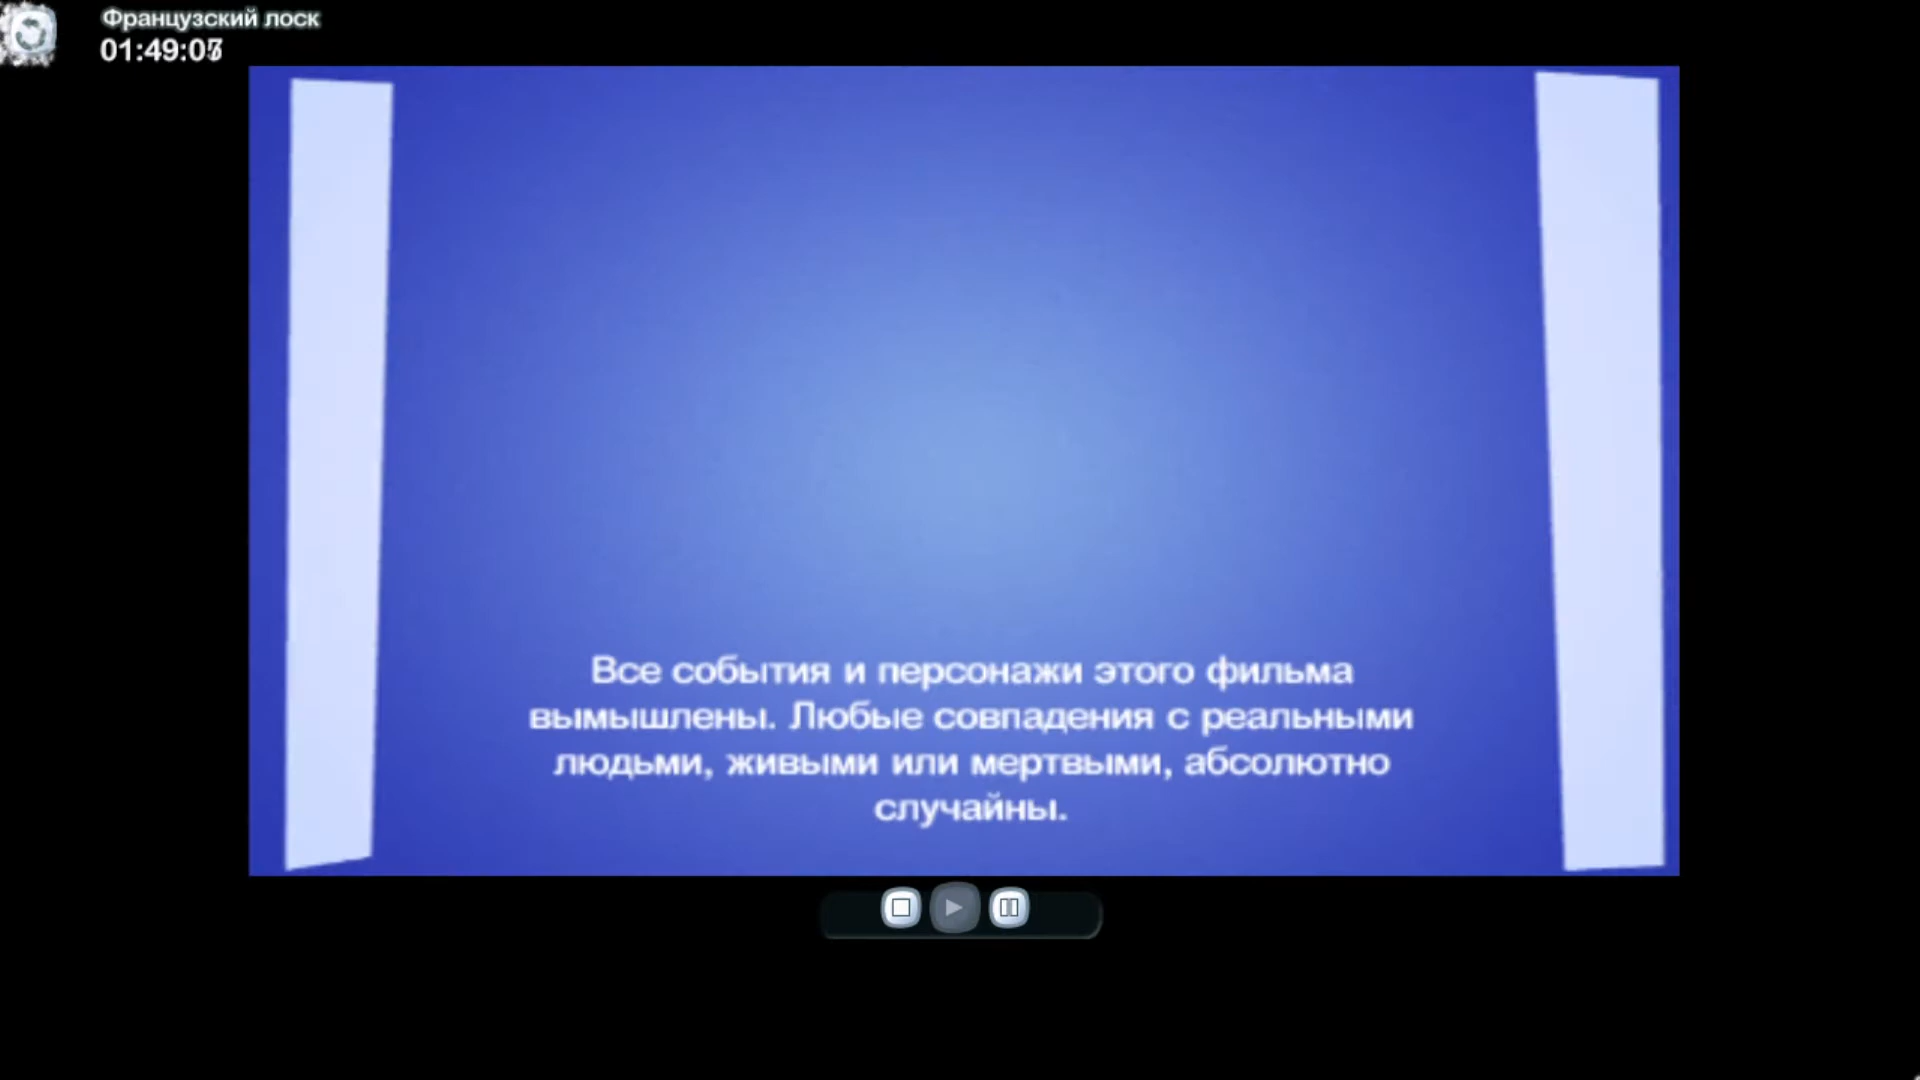 Французский лоск
01:49:07
Все события и персонажи этого фильма
вымышлены. Любые совпадения с реальными
людьми, живыми или мертвыми, абсолютно
случайны.